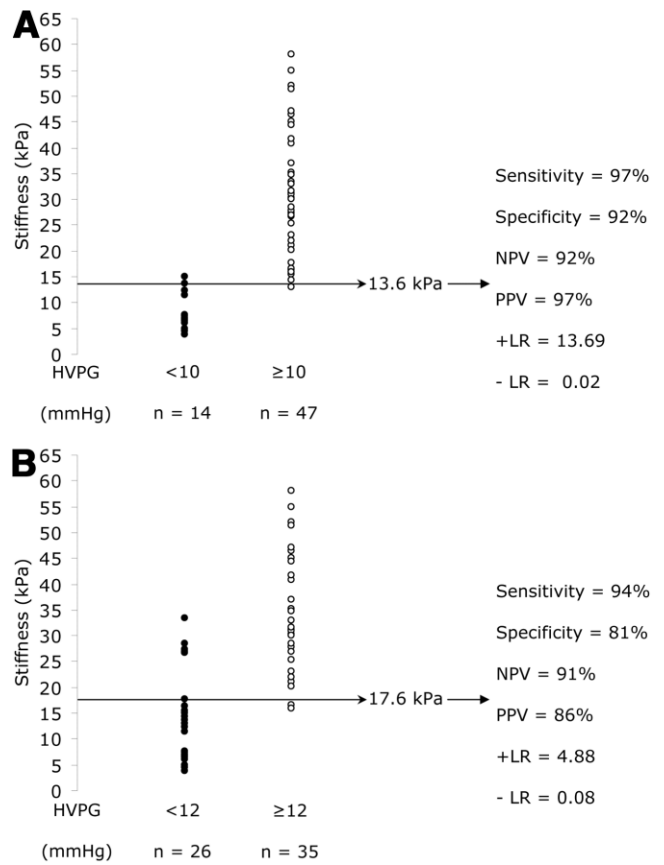 A
65
60
55
50
45
40
35
30
25
20
15
10
5
0
Stiffness (kPa)
13.6 kPa
Sensitivity = 97%
Specificity = 92%
NPV = 92%
PPV = 97%
+LR = 13.69
- LR = 0.02
HVPG <10 ≥10
(mmHg) n = 14 n = 47
B
65
60
55
50
45
40
35
30
25
20
15
10
5
0
Stiffness (kPa)
17.6 kPa
Sensitivity = 94%
Specificity = 81%
NPV = 91%
PPV = 86%
+LR = 4.88
- LR = 0.08
HVPG <12 ≥12
(mmHg) n = 26 n = 35